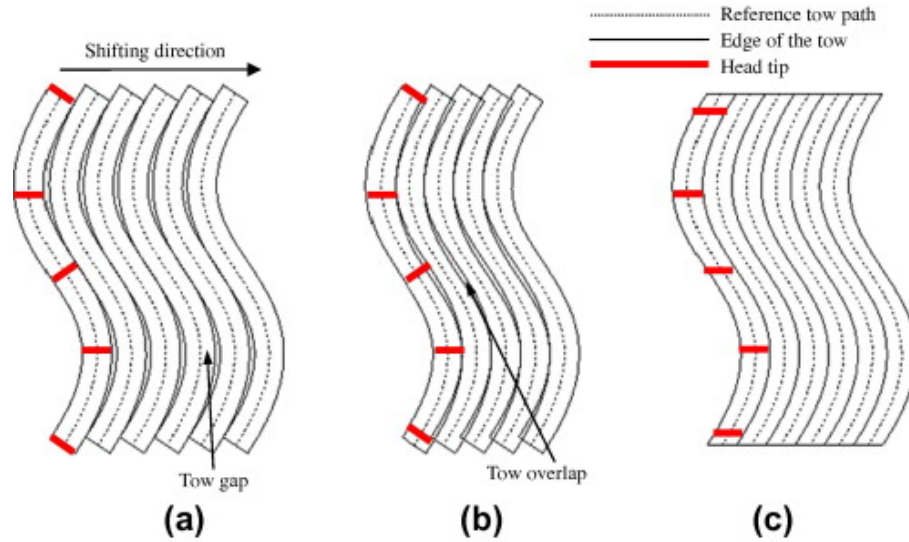 Reference tow path
Edge of the tow
Head tip
Shifting direction
Tow gap
Tow overlap
(a)
(b)
(c)